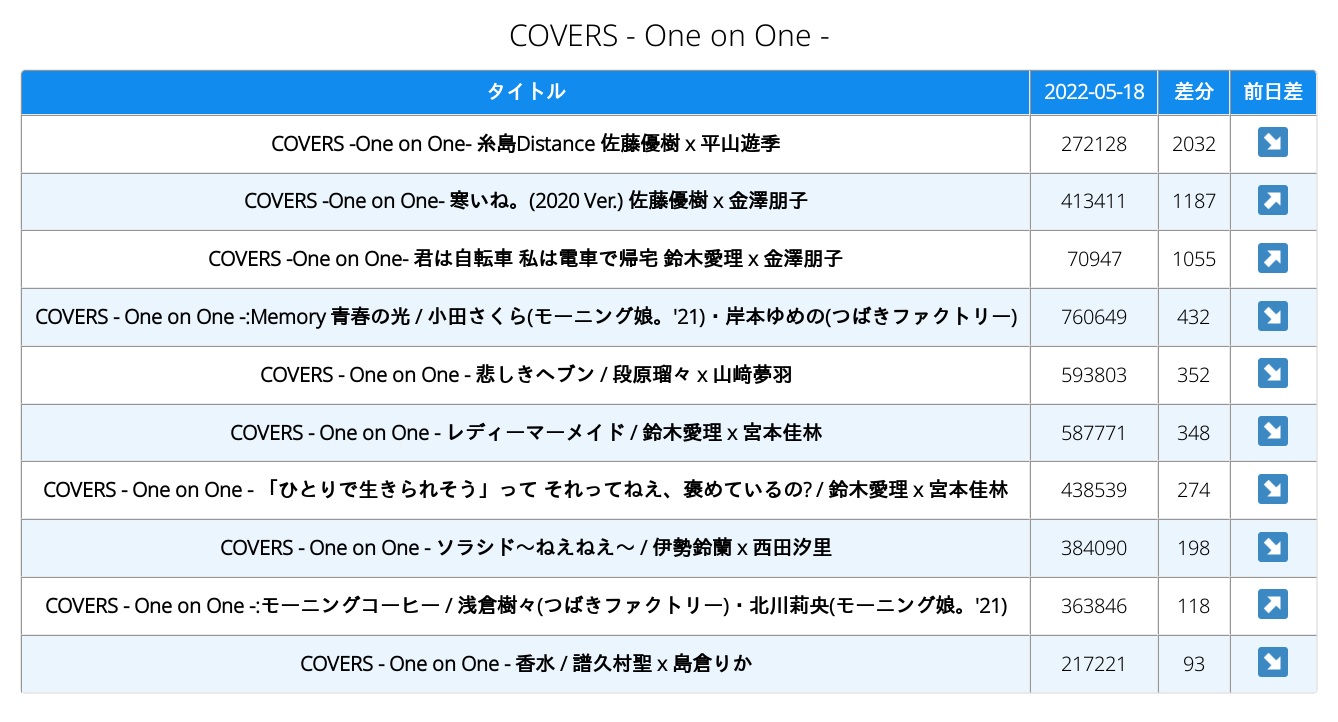 COVERS - One on One -
タイトル 2022-05-18 差分 前日差
COVERS -One on One- 糸島Distance 佐藤優樹 x 平山遊季 272128 2032 ↘
COVERS -One on One- 寒いね。(2020 Ver.) 佐藤優樹 x 金澤朋子 413411 1187 ↗
COVERS -One on One- 君は自転車 私は電車で帰宅 鈴木愛理 x 金澤朋子 70947 1055 ↗
COVERS - One on One -:Memory 青春の光 / 小田さくら(モーニング娘。'21)・岸本ゆめの(つばきファクトリー) 760649 432 ↘
COVERS - One on One - 悲しきヘブン / 段原瑠々 x 山﨑夢羽 593803 352 ↘
COVERS - One on One - レディーマーメイド / 鈴木愛理 x 宮本佳林 587771 348 ↘
COVERS - One on One - 「ひとりで生きられそう」って それってねえ、褒めているの? / 鈴木愛理 x 宮本佳林 438539 274 ↘
COVERS - One on One - ソラシド〜ねえねえ〜 / 伊勢鈴蘭 x 西田汐里 384090 198 ↘
COVERS - One on One -:モーニングコーヒー / 浅倉樹々(つばきファクトリー)・北川莉央(モーニング娘。'21) 363846 118 ↗
COVERS - One on One - 香水 / 譜久村聖 x 島倉りか 217221 93 ↘